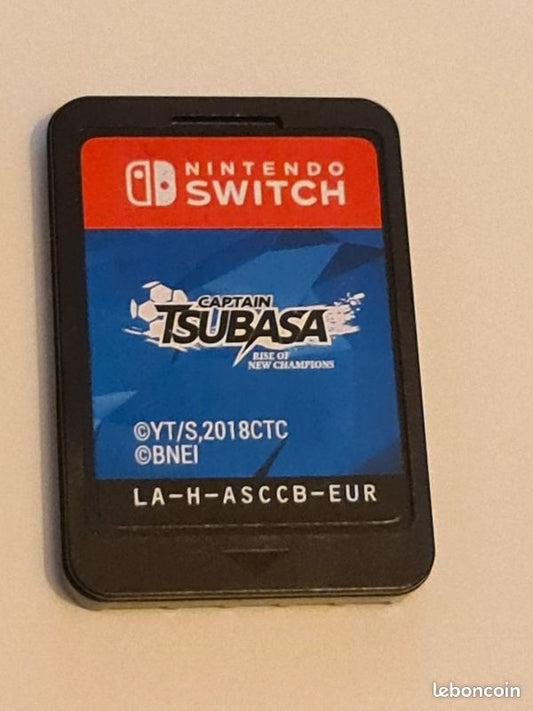 NINTENDO
SWITCH
CAPTAIN
TSUBASA
RISE OF
NEW CHAMPIONS
©YT/S,2018CTC
©BNEI
LA-H-ASCCB-EUR
leboncoin